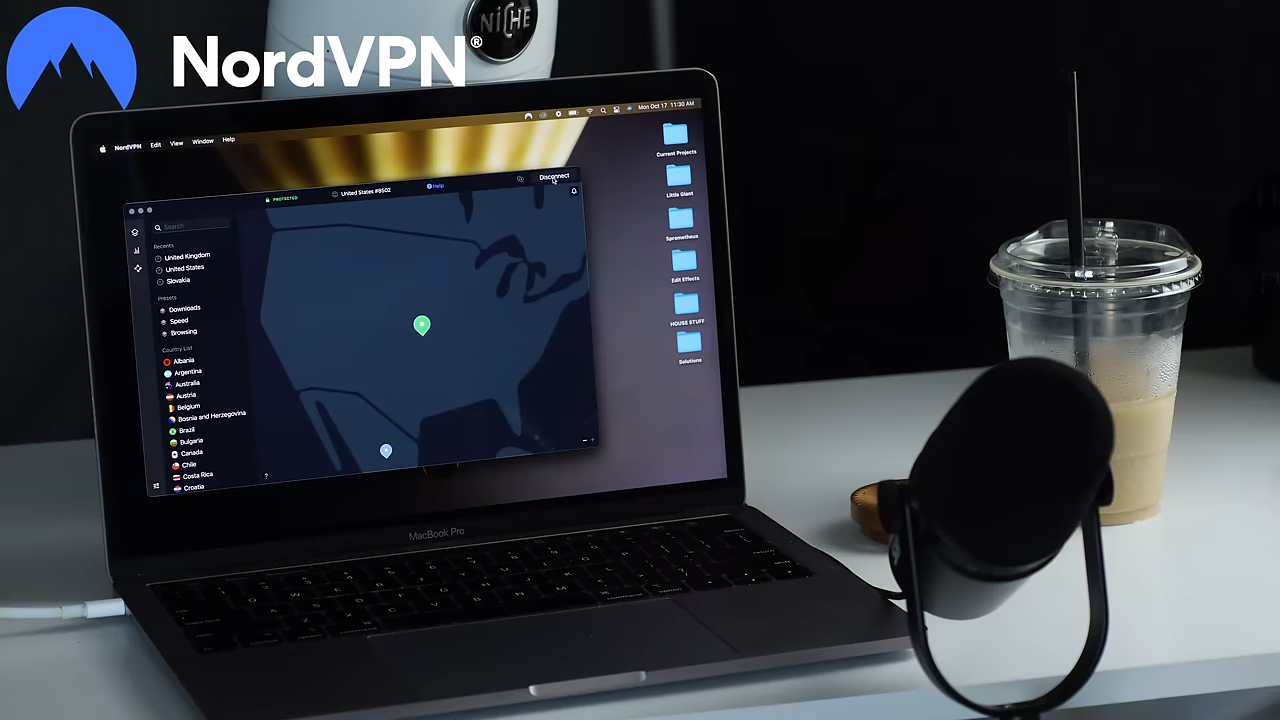 NordVPN®
NICHE
NordVPN Edit View Window Help
Mon Oct 17 11:30 AM
PROTECTED
United States #8502
Help
Disconnect
Search
Recents
United Kingdom
United States
Slovakia
Presets
Downloads
Speed
Browsing
Country List
Albania
Argentina
Australia
Austria
Belgium
Bosnia and Herzegovina
Brazil
Bulgaria
Canada
Chile
Costa Rica
Croatia
?
Current Projects
Little Giant
Sprometheus
Edit Effects
HOUSE STUFF
Solutions
MacBook Pro